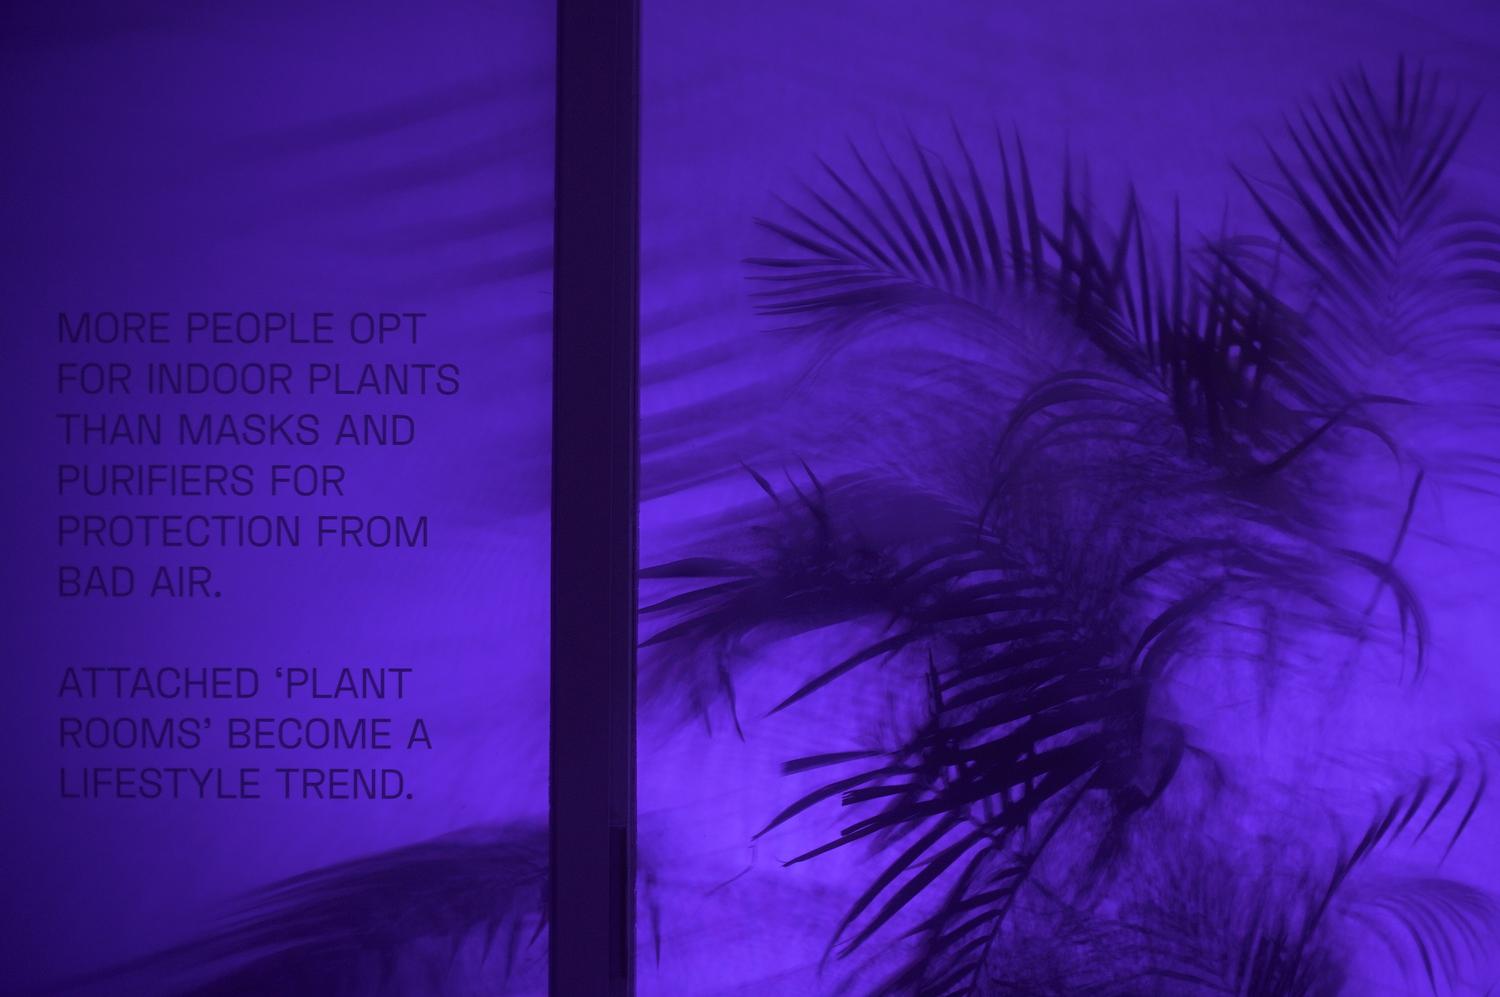 MORE PEOPLE OPT
FOR INDOOR PLANTS
THAN MASKS AND
PURIFIERS FOR
PROTECTION FROM
BAD AIR.
ATTACHED ‘PLANT
ROOMS’ BECOME A
LIFESTYLE TREND.